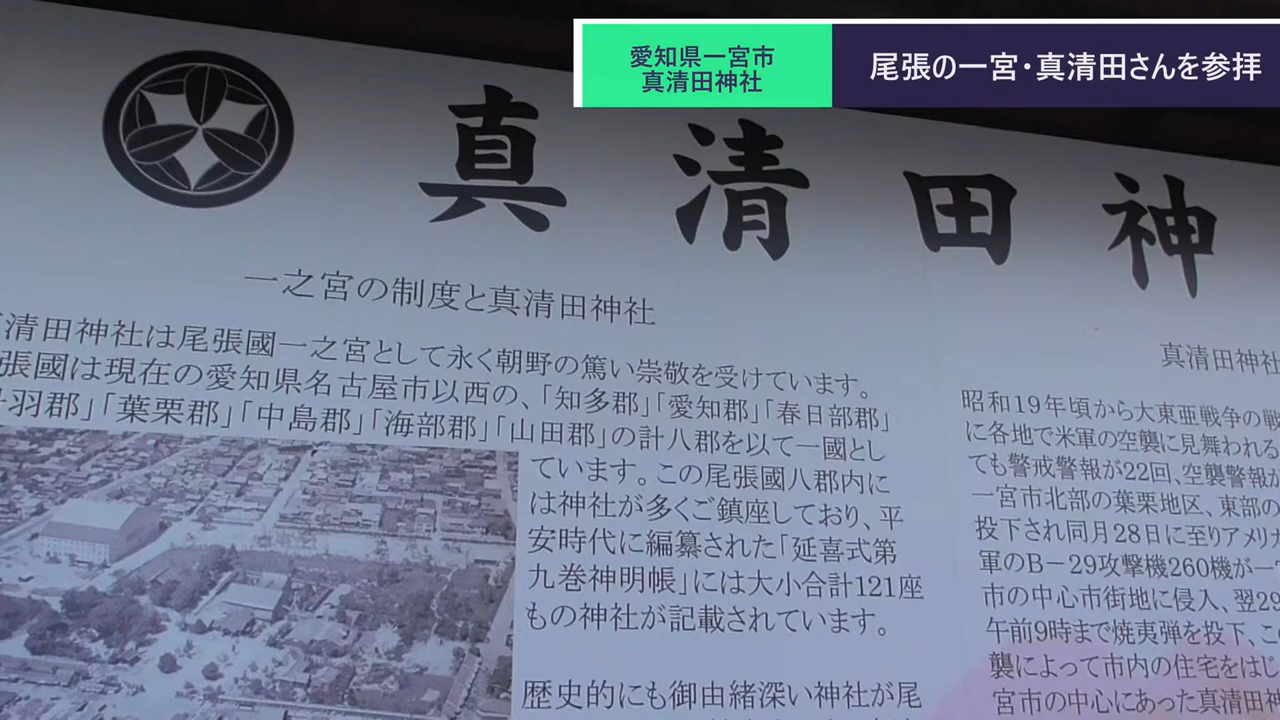 愛知県一宮市
真清田神社
尾張の一宮・真清田さんを参拝
真清田神
一之宮の制度と真清田神社
清田神社は尾張國一之宮として永く朝野の篤い崇敬を受けています。
張國は現在の愛知県名古屋市以西の、「知多郡」「愛知郡」「春日部郡」
羽郡」「葉栗郡」「中島郡」「海部郡」「山田郡」の計八郡を以て一國とし
ています。この尾張國八郡内に
は神社が多くご鎮座しており、平
安時代に編纂された「延喜式第
九巻神明帳」には大小合計121座
もの神社が記載されています。
歴史的にも御由緒深い神社が尾
真清田神社
昭和19年頃から大東亜戦争の戦
に各地で米軍の空襲に見舞われる
ても警戒警報が22回、空襲警報が
一宮市北部の葉栗地区、東部の
投下され同月28日に至りアメリカ
軍のB－29攻撃機260機が一
市の中心市街地に侵入、翌29
午前9時まで焼夷弾を投下、こ
襲によって市内の住宅をはじ
宮市の中心にあった真清田神